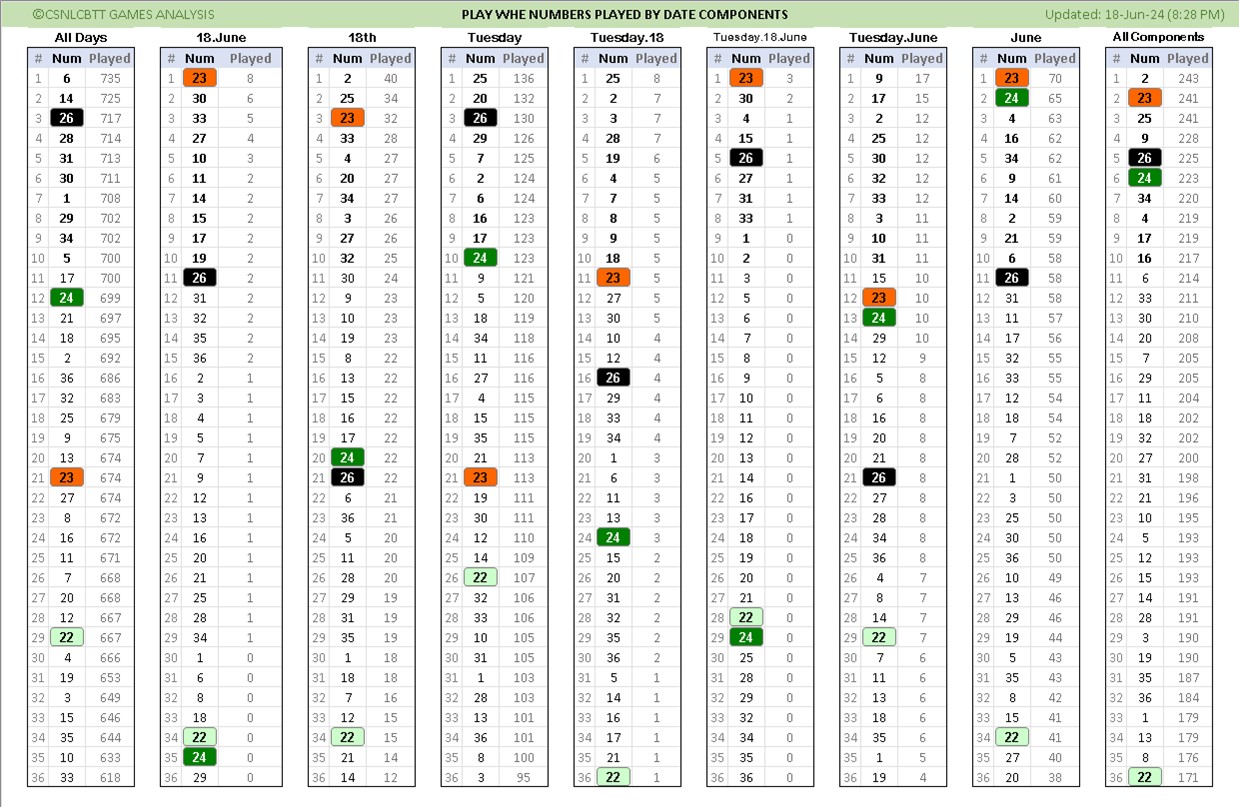 ©CSNLCBTT GAMES ANALYSIS PLAY WHE NUMBERS PLAYED BY DATE COMPONENTS Updated: 18-Jun-24 (8:28 PM)
All Days 18.June 18th Tuesday Tuesday.18 Tuesday.18.June Tuesday.June June All Components
# Num Played # Num Played # Num Played # Num Played # Num Played # Num Played # Num Played # Num Played # Num Played
1 6 735 1 23 8 1 2 40 1 25 136 1 25 8 1 23 3 1 9 17 1 23 70 1 2 243
2 14 725 2 30 6 2 25 34 2 20 132 2 2 7 2 30 2 2 17 15 2 24 65 2 23 241
3 26 717 3 33 5 3 23 32 3 26 130 3 3 7 3 4 1 3 2 12 3 4 63 3 25 241
4 28 714 4 27 4 4 33 28 4 29 126 4 28 7 4 15 1 4 25 12 4 16 62 4 9 228
5 31 713 5 10 3 5 4 27 5 7 125 5 19 6 5 26 1 5 30 12 5 34 62 5 26 225
6 30 711 6 11 2 6 20 27 6 2 124 6 4 5 6 27 1 6 32 12 6 9 61 6 24 223
7 1 708 7 14 2 7 34 27 7 6 124 7 7 5 7 31 1 7 33 12 7 14 60 7 34 220
8 29 702 8 15 2 8 3 26 8 16 123 8 8 5 8 33 1 8 3 11 8 2 59 8 4 219
9 34 702 9 17 2 9 27 26 9 17 123 9 9 5 9 1 0 9 10 11 9 21 59 9 17 219
10 5 700 10 19 2 10 32 25 10 24 123 10 18 5 10 2 0 10 31 11 10 6 58 10 16 217
11 17 700 11 26 2 11 30 24 11 9 121 11 23 5 11 3 0 11 15 10 11 26 58 11 6 214
12 24 699 12 31 2 12 9 23 12 5 120 12 27 5 12 5 0 12 23 10 12 31 58 12 33 211
13 21 697 13 32 2 13 10 23 13 18 119 13 30 5 13 6 0 13 24 10 13 11 57 13 30 210
14 18 695 14 35 2 14 19 23 14 34 118 14 10 4 14 7 0 14 29 10 14 17 56 14 20 208
15 2 692 15 36 2 15 8 22 15 11 116 15 12 4 15 8 0 15 12 9 15 32 55 15 7 205
16 36 686 16 2 1 16 13 22 16 27 116 16 26 4 16 9 0 16 5 8 16 33 55 16 29 205
17 32 683 17 3 1 17 15 22 17 4 115 17 29 4 17 10 0 17 6 8 17 12 54 17 11 204
18 25 679 18 4 1 18 16 22 18 15 115 18 33 4 18 11 0 18 16 8 18 18 54 18 18 202
19 9 675 19 5 1 19 17 22 19 35 115 19 34 4 19 12 0 19 20 8 19 7 52 19 32 202
20 13 674 20 7 1 20 24 22 20 21 113 20 1 3 20 13 0 20 21 8 20 28 52 20 27 200
21 23 674 21 9 1 21 26 22 21 23 113 21 6 3 21 14 0 21 26 8 21 1 50 21 31 198
22 27 674 22 12 1 22 6 21 22 19 111 22 11 3 22 16 0 22 27 8 22 3 50 22 21 196
23 8 672 23 13 1 23 36 21 23 30 111 23 13 3 23 17 0 23 28 8 23 25 50 23 10 195
24 16 672 24 16 1 24 5 20 24 12 110 24 24 3 24 18 0 24 34 8 24 30 50 24 5 193
25 11 671 25 20 1 25 11 20 25 14 109 25 15 2 25 19 0 25 36 8 25 36 50 25 12 193
26 7 668 26 21 1 26 28 20 26 22 107 26 20 2 26 20 0 26 4 7 26 10 49 26 15 193
27 20 668 27 25 1 27 29 19 27 32 106 27 31 2 27 21 0 27 8 7 27 13 46 27 14 191
28 12 667 28 28 1 28 31 19 28 33 106 28 32 2 28 22 0 28 14 7 28 29 46 28 28 191
29 22 667 29 34 1 29 35 19 29 10 105 29 35 2 29 24 0 29 22 7 29 19 44 29 3 190
30 4 666 30 1 0 30 1 18 30 31 105 30 36 2 30 25 0 30 7 6 30 5 43 30 19 190
31 19 653 31 6 0 31 18 18 31 1 103 31 5 1 31 28 0 31 11 6 31 35 43 31 35 187
32 3 649 32 8 0 32 7 16 32 28 103 32 14 1 32 29 0 32 13 6 32 8 42 32 36 184
33 15 646 33 18 0 33 12 15 33 13 101 33 16 1 33 32 0 33 18 6 33 15 41 33 1 179
34 35 644 34 22 0 34 22 15 34 36 101 34 17 1 34 34 0 34 35 6 34 22 41 34 13 179
35 10 633 35 24 0 35 21 14 35 8 100 35 21 1 35 35 0 35 1 5 35 27 40 35 8 176
36 33 618 36 29 0 36 14 12 36 3 95 36 22 1 36 36 0 36 19 4 36 20 38 36 22 171